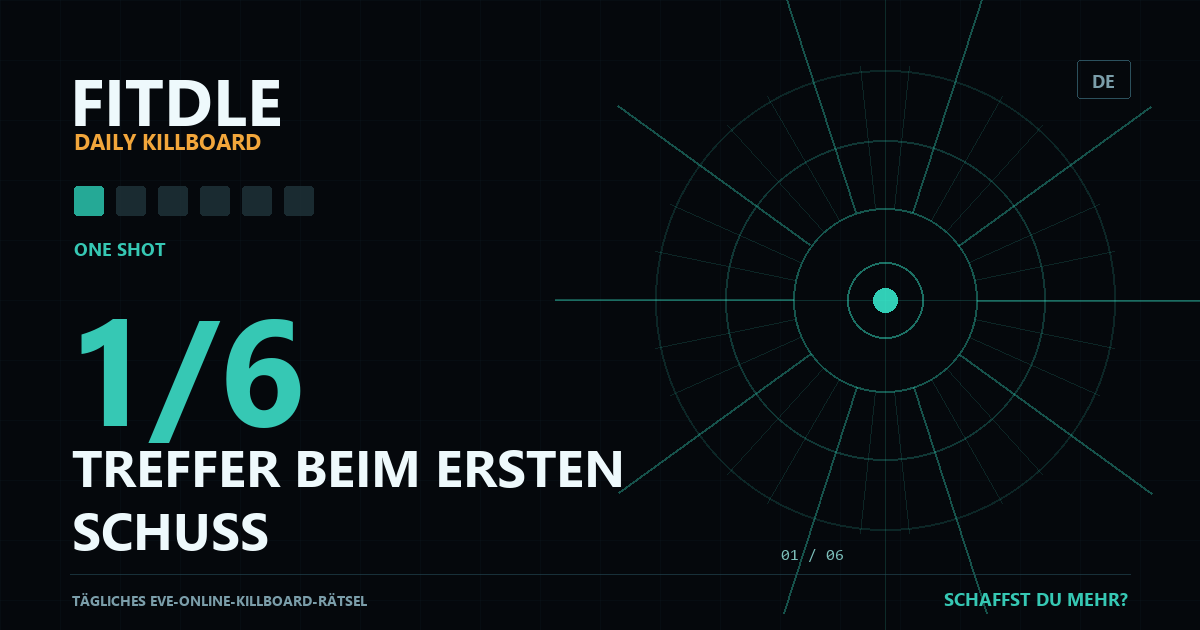 FITDLE
DE
DAILY KILLBOARD
ONE SHOT
1/6
TREFFER BEIM ERSTEN
SCHUSS
01 / 06
TÄGLICHES EVE-ONLINE-KILLBOARD-RÄTSEL
SCHAFFST DU MEHR?